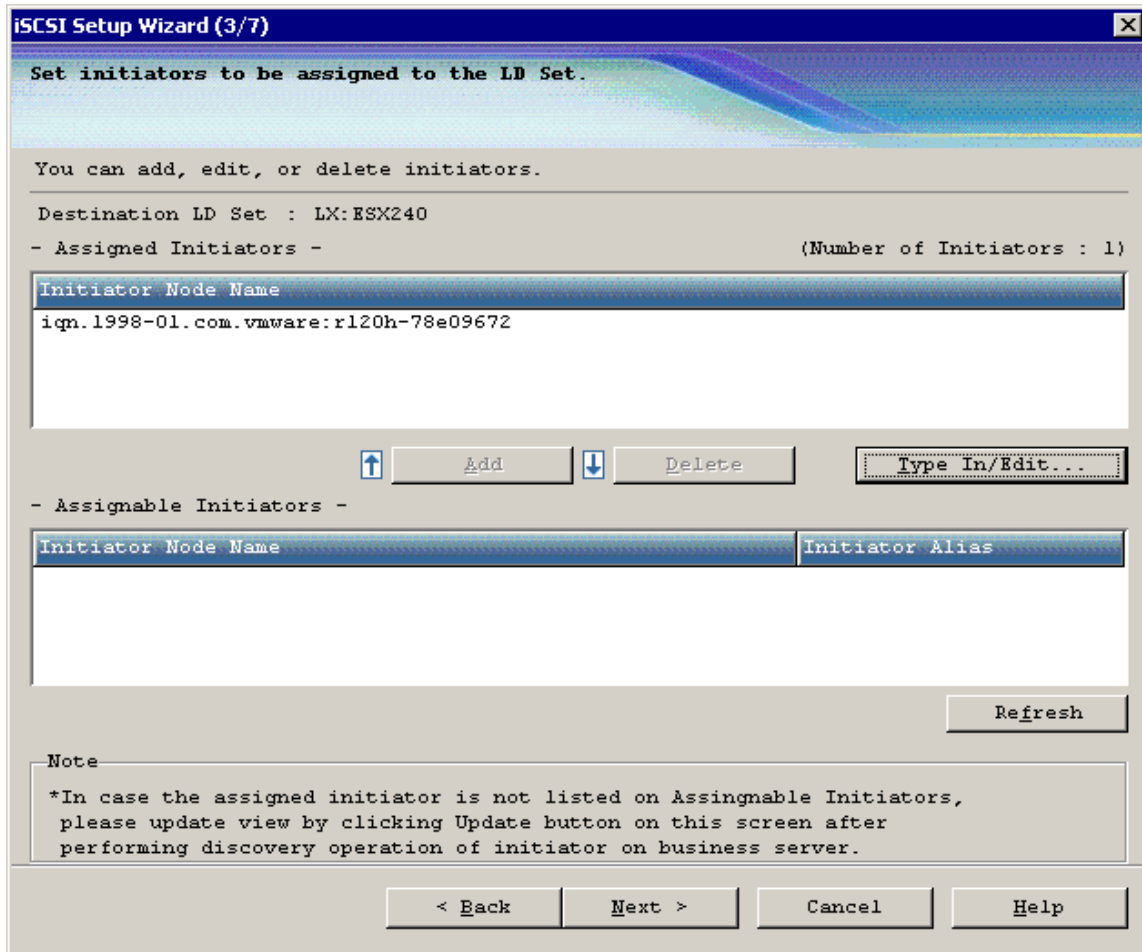 iSCSI Setup Wizard (3/7)
Set initiators to be assigned to the LD Set.
You can add, edit, or delete initiators.
Destination LD Set : LX:ESX240
- Assigned Initiators - (Number of Initiators : 1)
Initiator Node Name
iqn.1998-01.com.vmware:r120h-78e09672
Add Delete Type In/Edit...
- Assignable Initiators -
Initiator Node Name Initiator Alias
Refresh
Note
*In case the assigned initiator is not listed on Assingnable Initiators,
please update view by clicking Update button on this screen after
performing discovery operation of initiator on business server.
< Back Next > Cancel Help